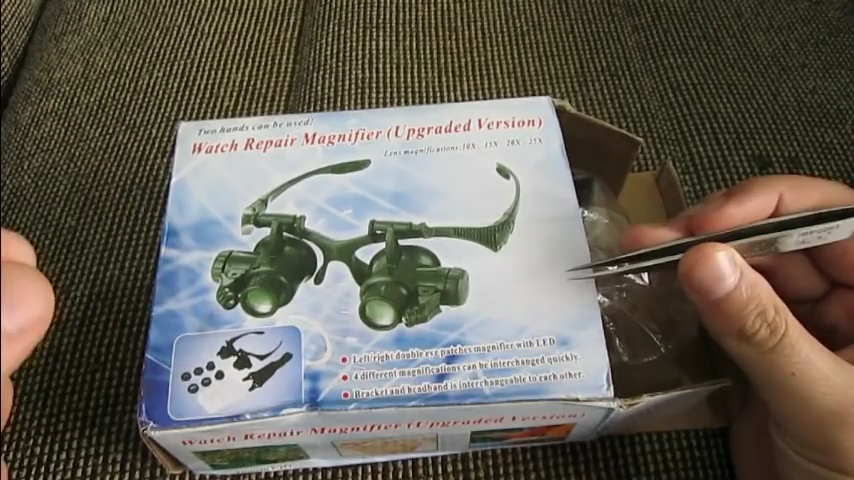 Two hands can be used!
Watch Repair Magnifier (Upgraded Version)
Lens magnifications: 10X 15X 20X 25X
Left/right double eye patches magnifier with LED
4 different magnifications can be interchanged quickly.
Bracket and headband is interchangeable to each other.
Watch Repair Magnifier (Upgraded Version)